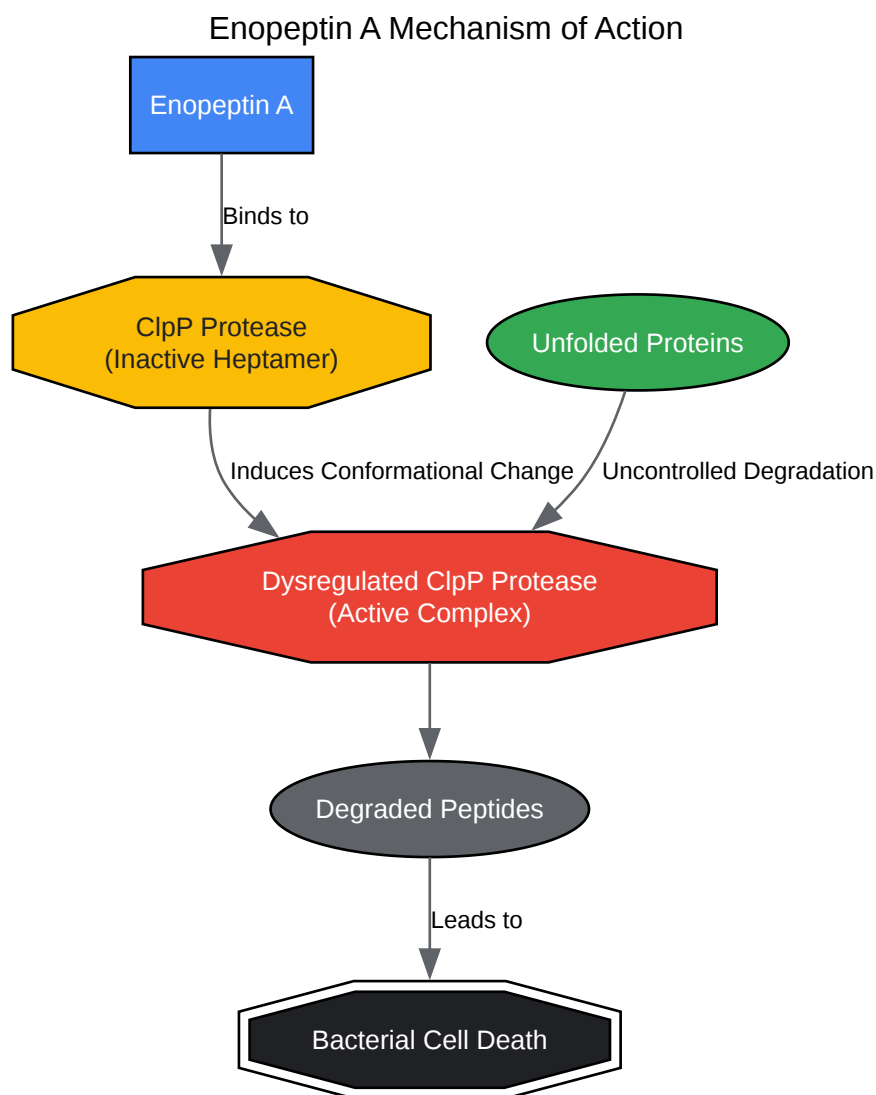 Enopeptin A Mechanism of Action
Enopeptin A
Binds to
ClpP Protease
(Inactive Heptamer)
Unfolded Proteins
Induces Conformational Change
Uncontrolled Degradation
Dysregulated ClpP Protease
(Active Complex)
Degraded Peptides
Leads to
Bacterial Cell Death